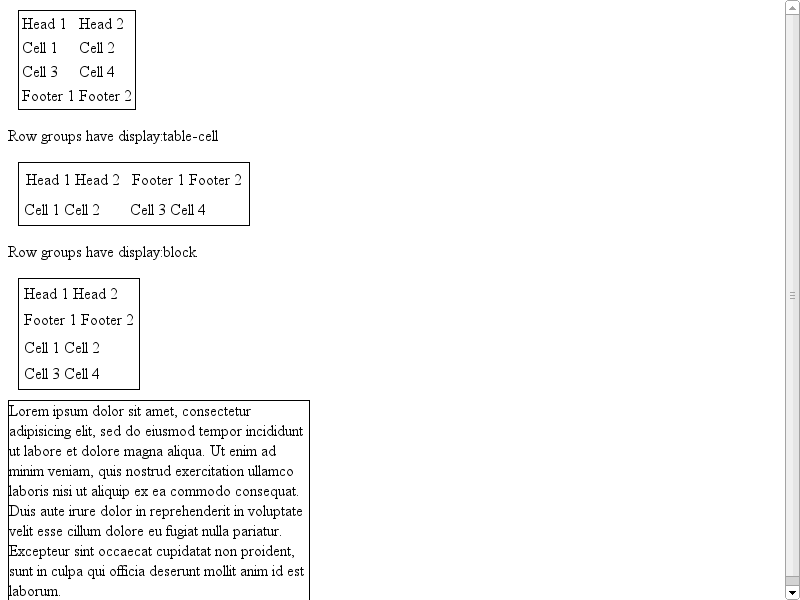 Head 1 Head 2
Cell 1 Cell 2
Cell 3 Cell 4
Footer 1 Footer 2
Row groups have display:table-cell
Head 1 Head 2 Footer 1 Footer 2
Cell 1 Cell 2 Cell 3 Cell 4
Row groups have display:block
Head 1 Head 2
Footer 1 Footer 2
Cell 1 Cell 2
Cell 3 Cell 4
Lorem ipsum dolor sit amet, consectetur
adipisicing elit, sed do eiusmod tempor incididunt
ut labore et dolore magna aliqua. Ut enim ad
minim veniam, quis nostrud exercitation ullamco
laboris nisi ut aliquip ex ea commodo consequat.
Duis aute irure dolor in reprehenderit in voluptate
velit esse cillum dolore eu fugiat nulla pariatur.
Excepteur sint occaecat cupidatat non proident,
sunt in culpa qui officia deserunt mollit anim id est
laborum.